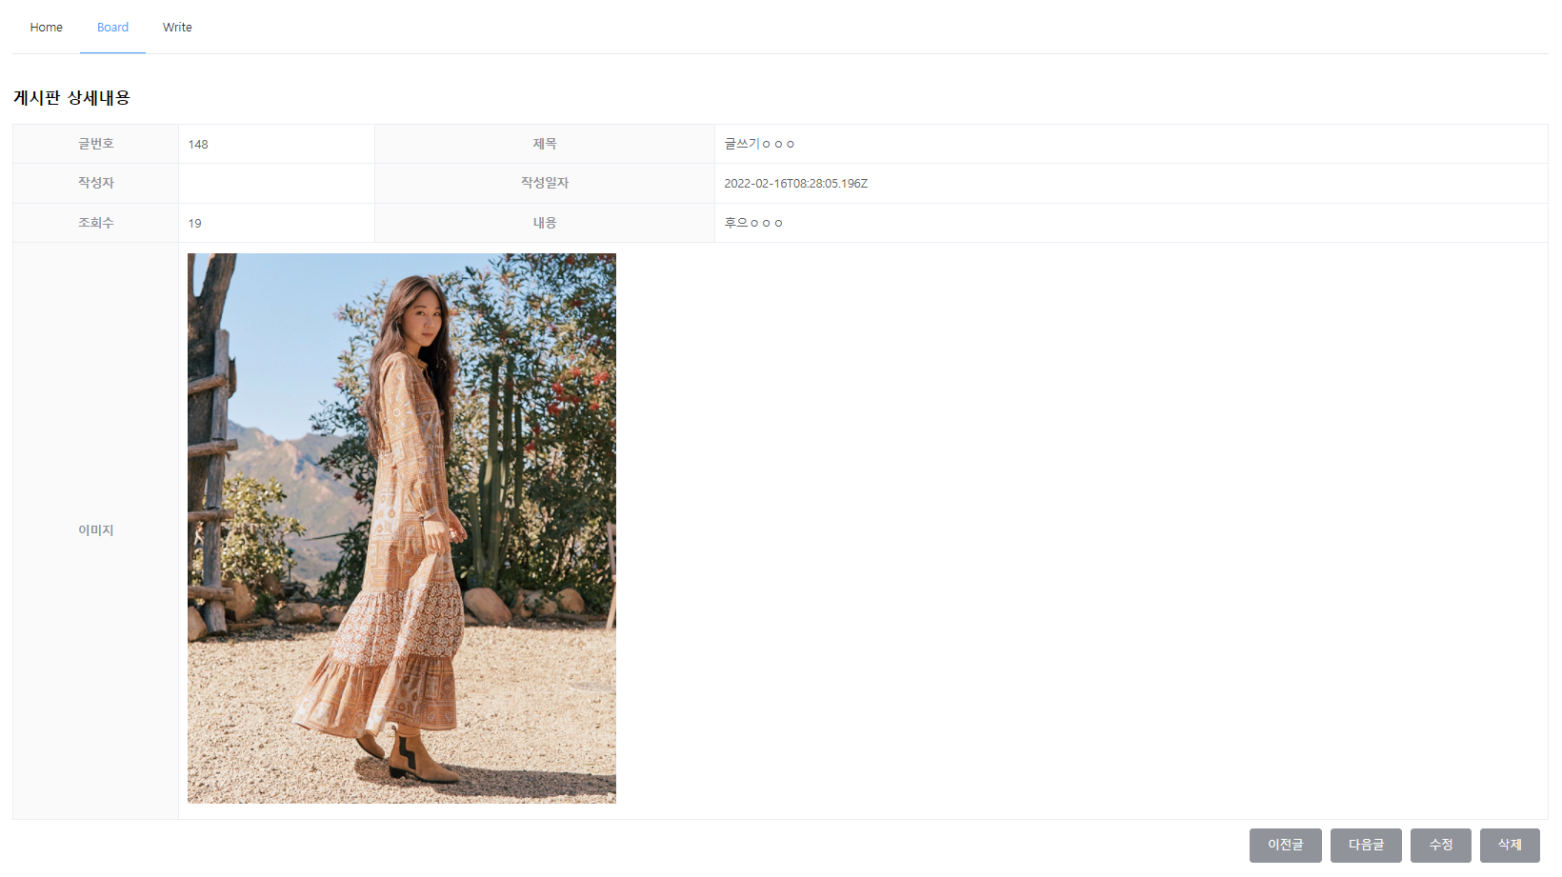 Home Board Write
게시판 상세내용
글번호 148 제목 글쓰기ㅇㅇㅇ
작성자 작성일자 2022-02-16T08:28:05.196Z
조회수 19 내용 후으ㅇㅇㅇ
이미지
이전글 다음글 수정 삭제